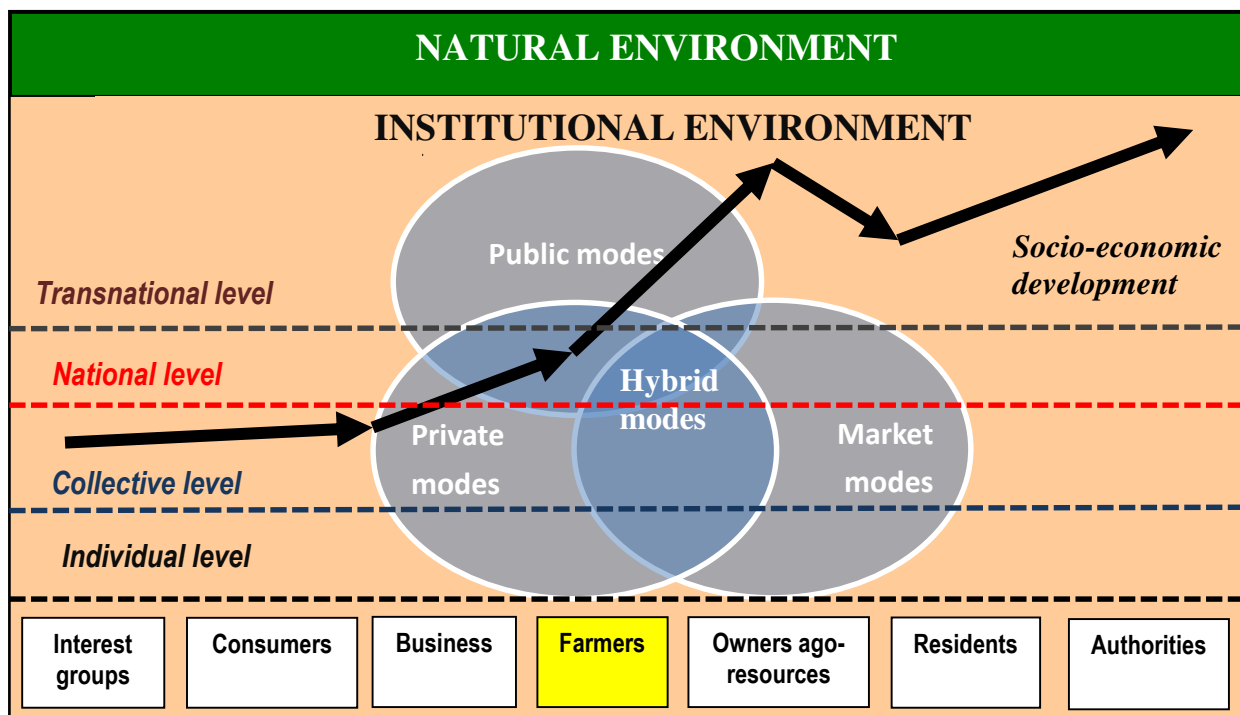 NATURAL ENVIRONMENT
INSTITUTIONAL ENVIRONMENT
Public modes
Socio-economic
development
Transnational level
National level
Hybrid
modes
Private
modes
Market
modes
Collective level
Individual level
Interest
groups
Consumers
Business
Farmers
Owners ago-
resources
Residents
Authorities